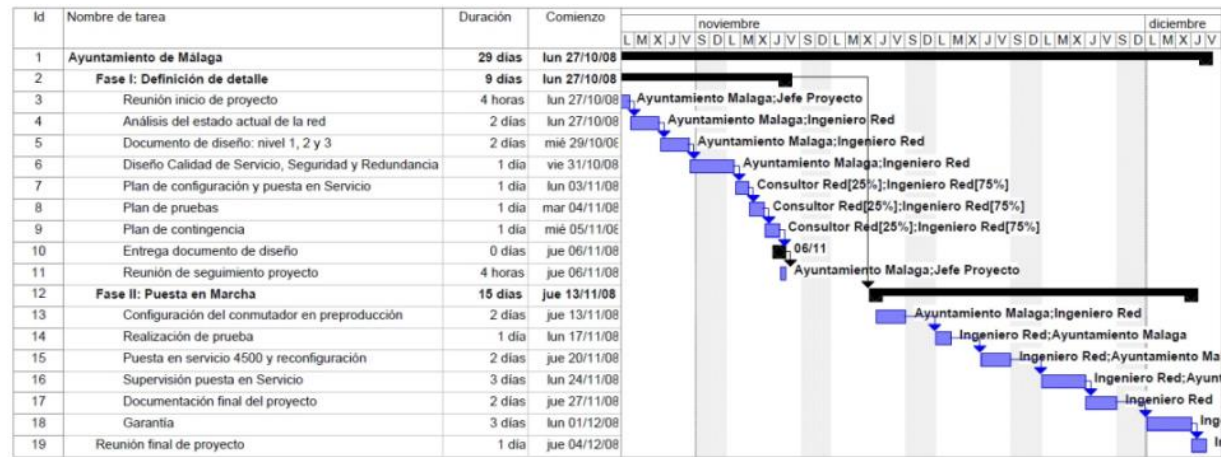 Id Nombre de tarea Duración Comienzo noviembre diciembre
L M X J V S D L M X J V S D L M X J V S D L M X J V S D L M X J V S D L M X J V
1 Ayuntamiento de Málaga 29 días lun 27/10/08
2 Fase I: Definición de detalle 9 días lun 27/10/08
3 Reunión inicio de proyecto 4 horas lun 27/10/08 Ayuntamiento Malaga;Jefe Proyecto
4 Análisis del estado actual de la red 2 días lun 27/10/08 Ayuntamiento Malaga;Ingeniero Red
5 Documento de diseño: nivel 1, 2 y 3 2 días mié 29/10/08 Ayuntamiento Malaga;Ingeniero Red
6 Diseño Calidad de Servicio, Seguridad y Redundancia 1 día vie 31/10/08 Ayuntamiento Malaga;Ingeniero Red
7 Plan de configuración y puesta en Servicio 1 día lun 03/11/08 Consultor Red[25%];Ingeniero Red[75%]
8 Plan de pruebas 1 día mar 04/11/08 Consultor Red[25%];Ingeniero Red[75%]
9 Plan de contingencia 1 día mié 05/11/08 Consultor Red[25%];Ingeniero Red[75%]
10 Entrega documento de diseño 0 días jue 06/11/08 06/11
11 Reunión de seguimiento proyecto 4 horas jue 06/11/08 Ayuntamiento Malaga;Jefe Proyecto
12 Fase II: Puesta en Marcha 15 días jue 13/11/08
13 Configuración del conmutador en preproducción 2 días jue 13/11/08 Ayuntamiento Malaga;Ingeniero Red
14 Realización de prueba 1 día lun 17/11/08 Ingeniero Red;Ayuntamiento Malaga
15 Puesta en servicio 4500 y reconfiguración 2 días jue 20/11/08 Ingeniero Red;Ayuntamiento Ma
16 Supervisión puesta en Servicio 3 días lun 24/11/08 Ingeniero Red;Ayunt
17 Documentación final del proyecto 2 días jue 27/11/08 Ingeniero Red
18 Garantía 3 días lun 01/12/08 Ing
19 Reunión final de proyecto 1 día jue 04/12/08